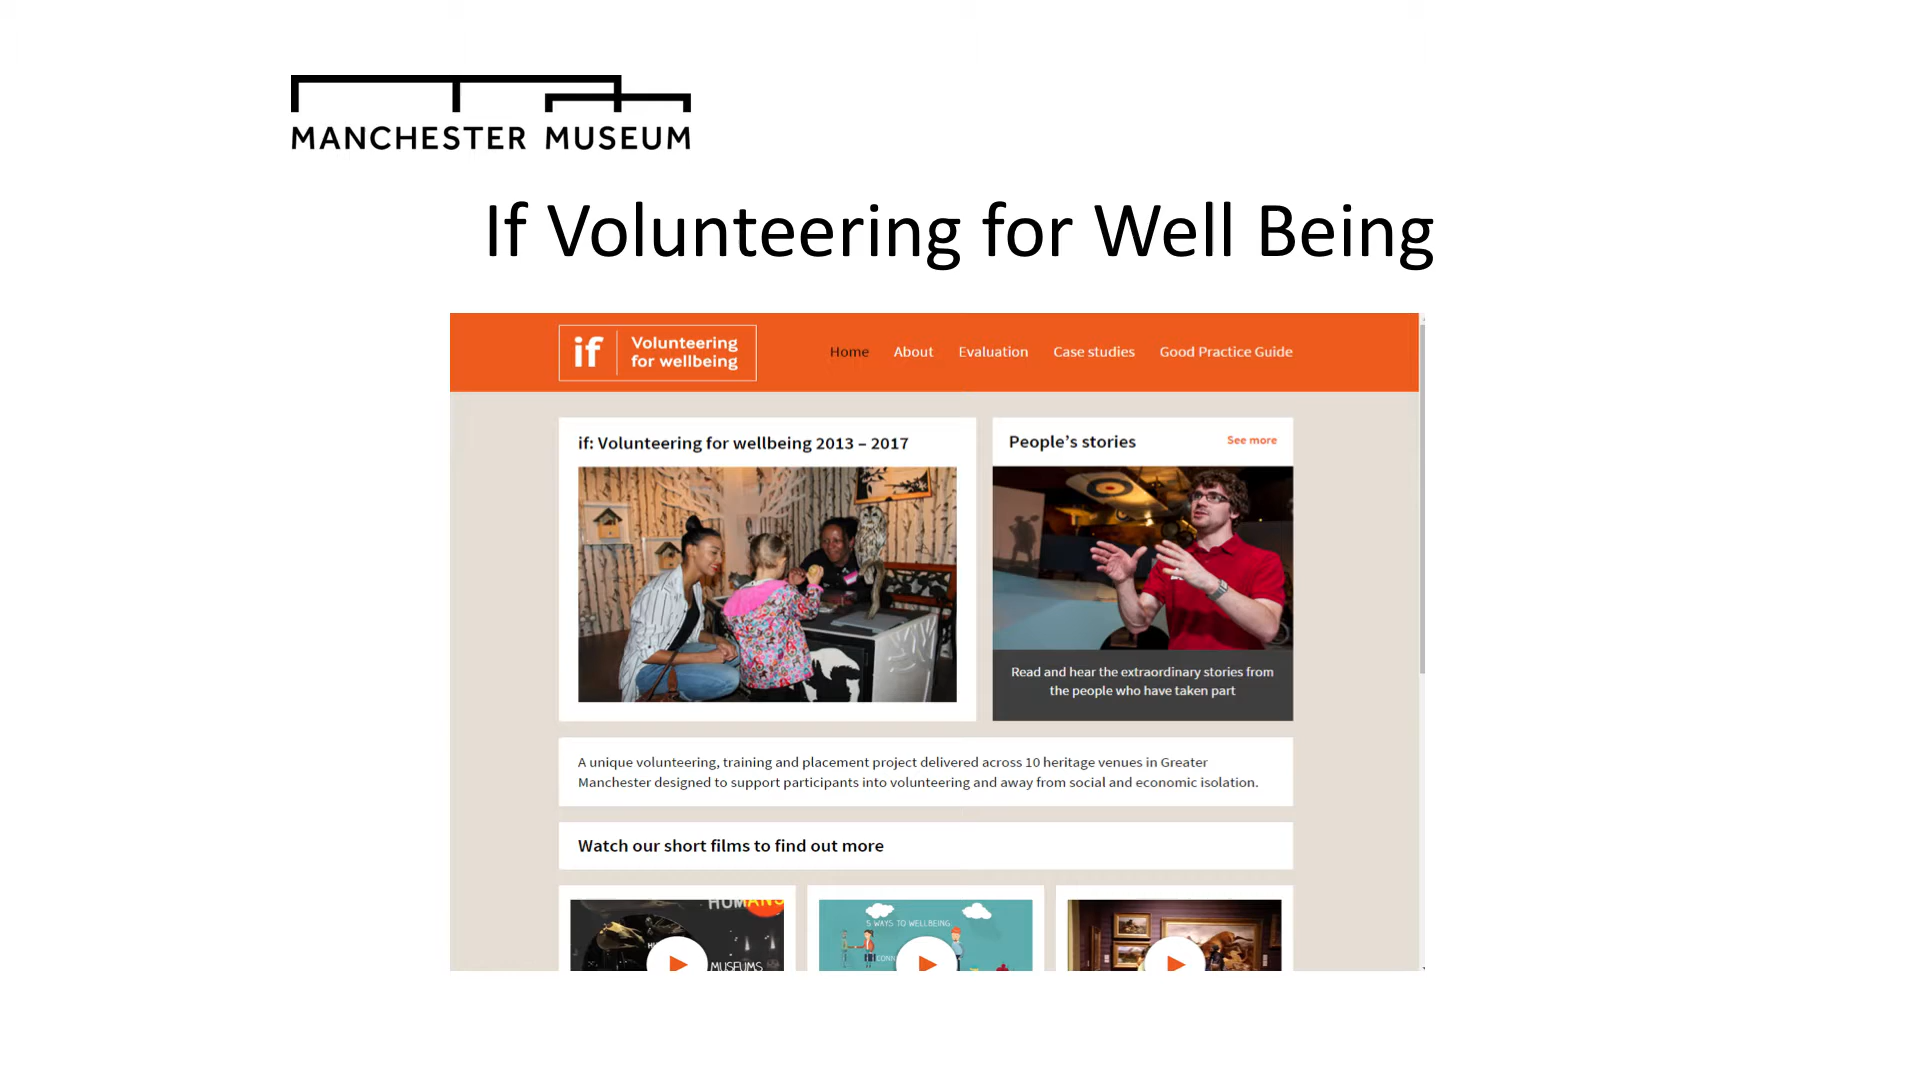 MANCHESTER MUSEUM
If Volunteering for Well Being
if Volunteering
for wellbeing
Home About Evaluation Case studies Good Practice Guide
if: Volunteering for wellbeing 2013 – 2017
People's stories See more
Read and hear the extraordinary stories from
the people who have taken part
A unique volunteering, training and placement project delivered across 10 heritage venues in Greater
Manchester designed to support participants into volunteering and away from social and economic isolation.
Watch our short films to find out more
HUMANS
MUSEUMS
5 WAYS TO WELLBEING